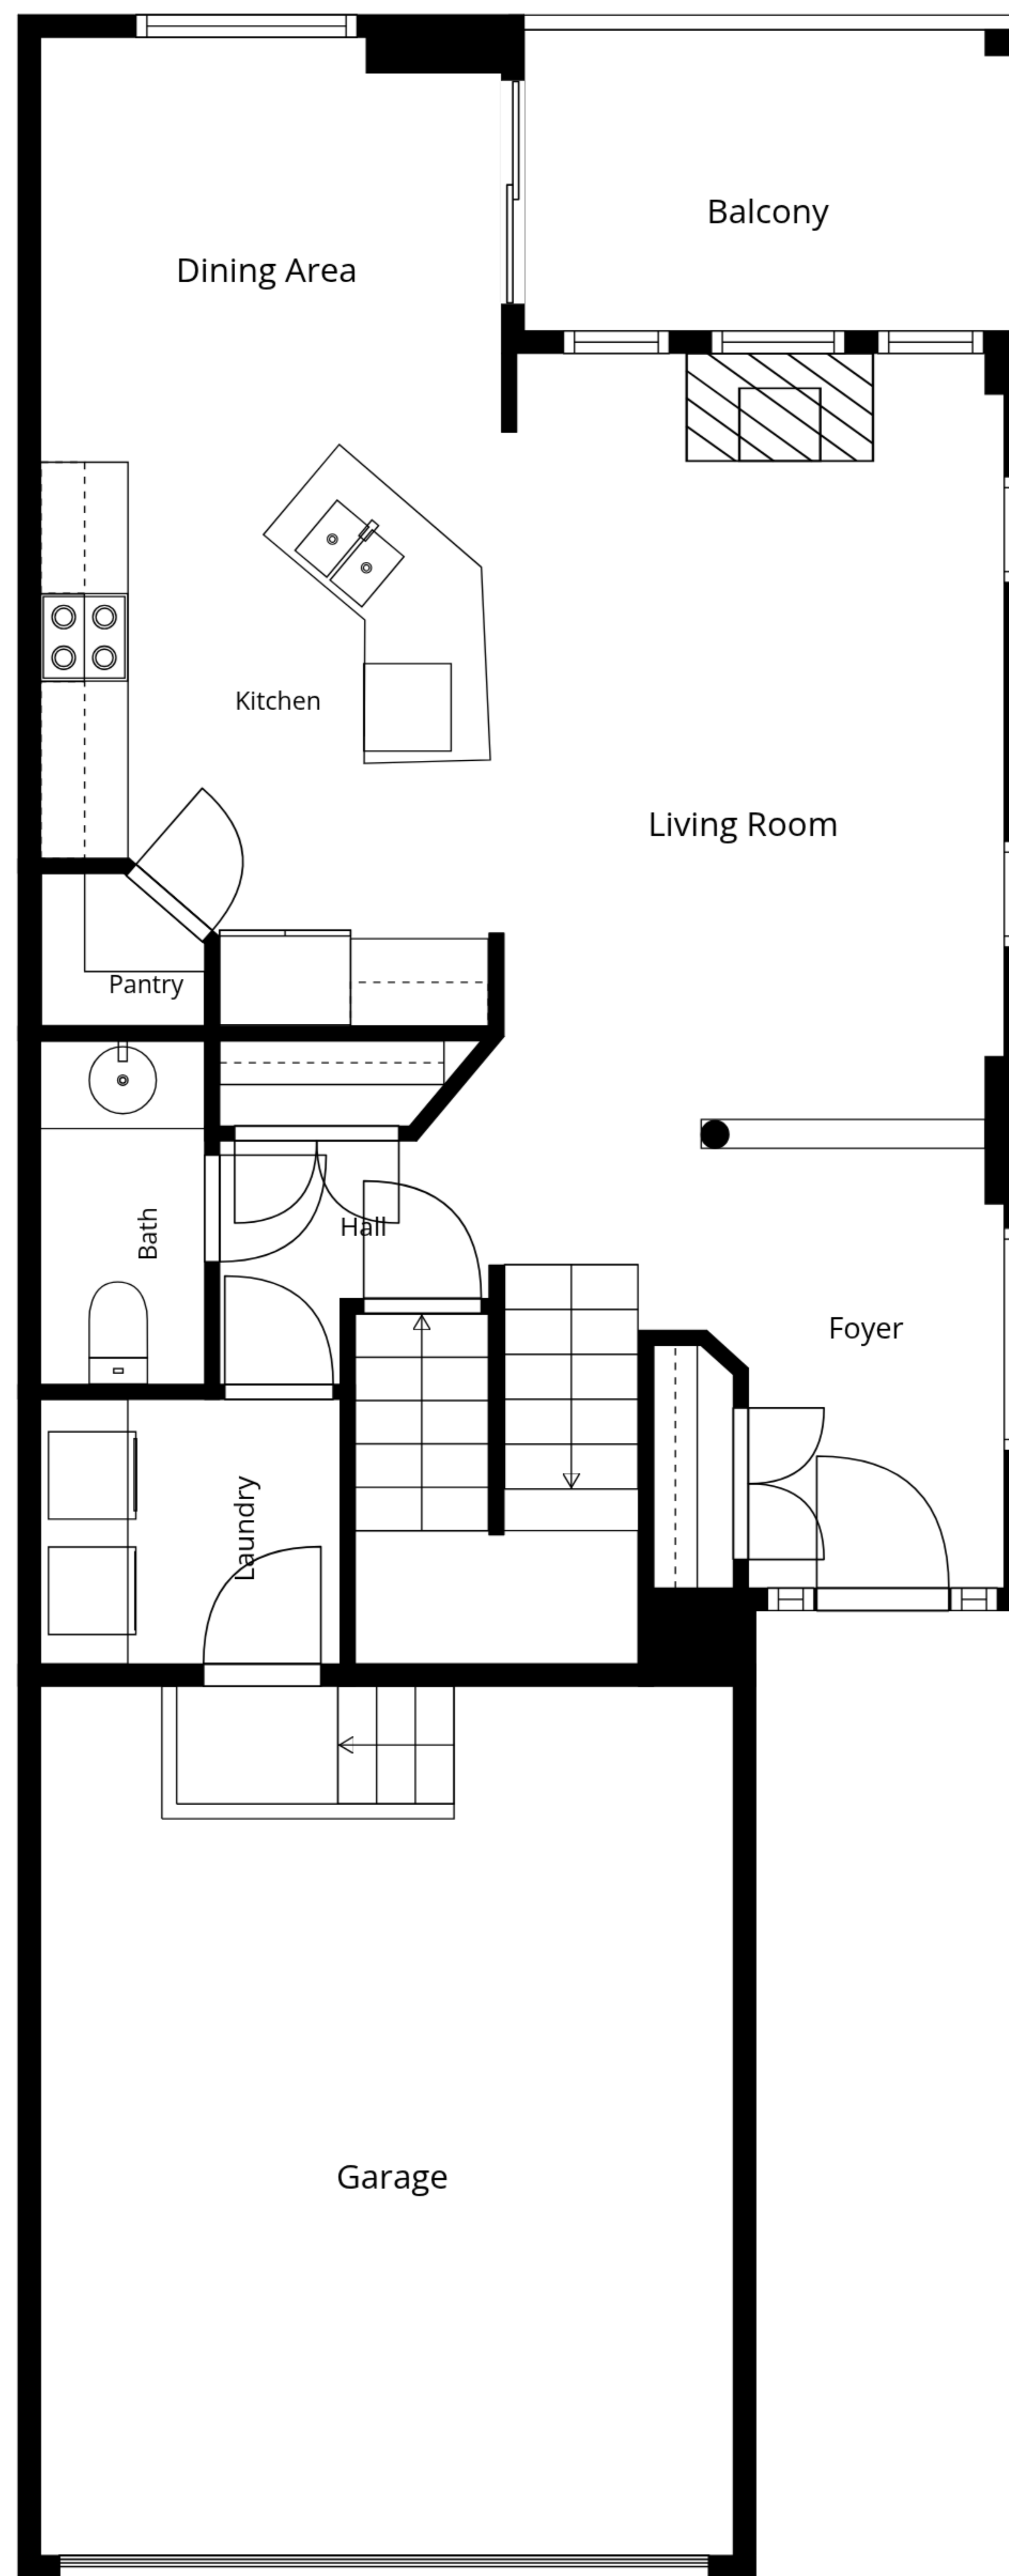 Balcony
Dining Area
Kitchen
Living Room
Pantry
Bath
Hall
Foyer
Laundry
Garage